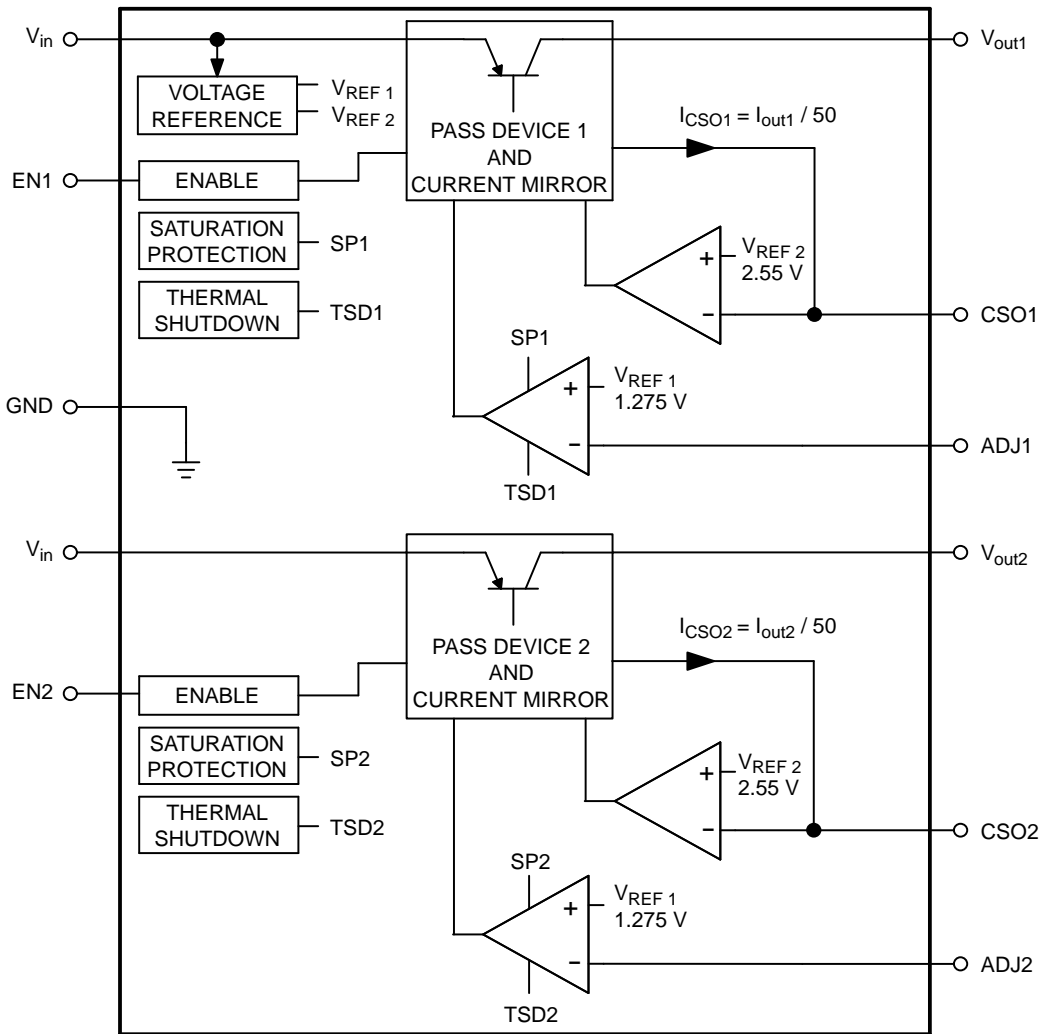 Vin
Vout1
VOLTAGE
REFERENCE
VREF 1
VREF 2
PASS DEVICE 1
AND
CURRENT MIRROR
ICSO1 = Iout1 / 50
EN1
ENABLE
SATURATION
PROTECTION
SP1
+
VREF 2
2.55 V
THERMAL
SHUTDOWN
TSD1
−
CSO1
SP1
+
VREF 1
1.275 V
GND
−
ADJ1
TSD1
Vin
Vout2
PASS DEVICE 2
AND
CURRENT MIRROR
ICSO2 = Iout2 / 50
EN2
ENABLE
SATURATION
PROTECTION
SP2
+
VREF 2
2.55 V
THERMAL
SHUTDOWN
TSD2
−
CSO2
SP2
+
VREF 1
1.275 V
−
ADJ2
TSD2